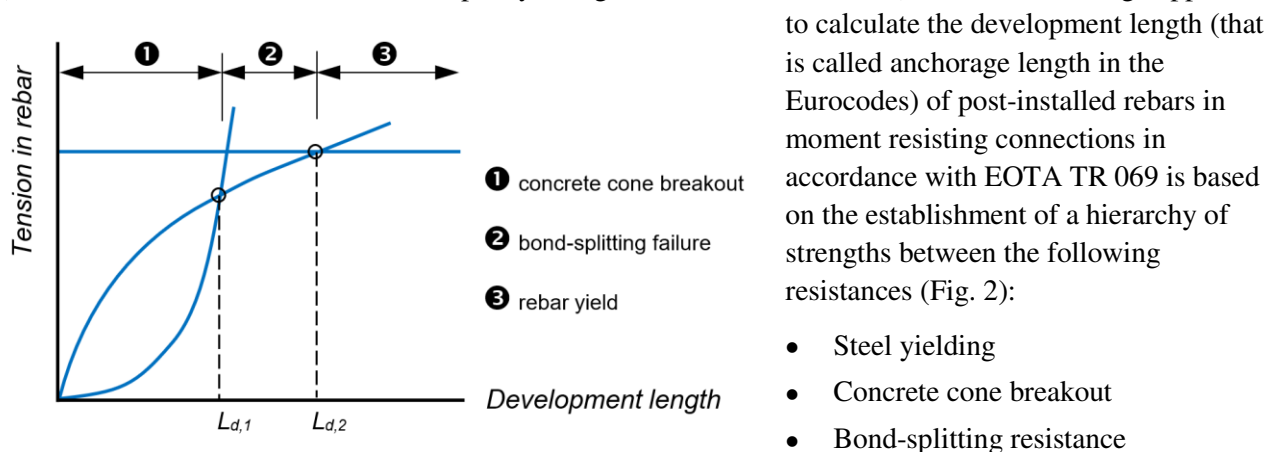 to calculate the development length (that
is called anchorage length in the
Eurocodes) of post-installed rebars in
moment resisting connections in
accordance with EOTA TR 069 is based
on the establishment of a hierarchy of
strengths between the following
resistances (Fig. 2):
• Steel yielding
• Concrete cone breakout
• Bond-splitting resistance
Tension in rebar
❶ ❷ ❸
❶ concrete cone breakout
❷ bond-splitting failure
❸ rebar yield
Development length
Ld,1 Ld,2